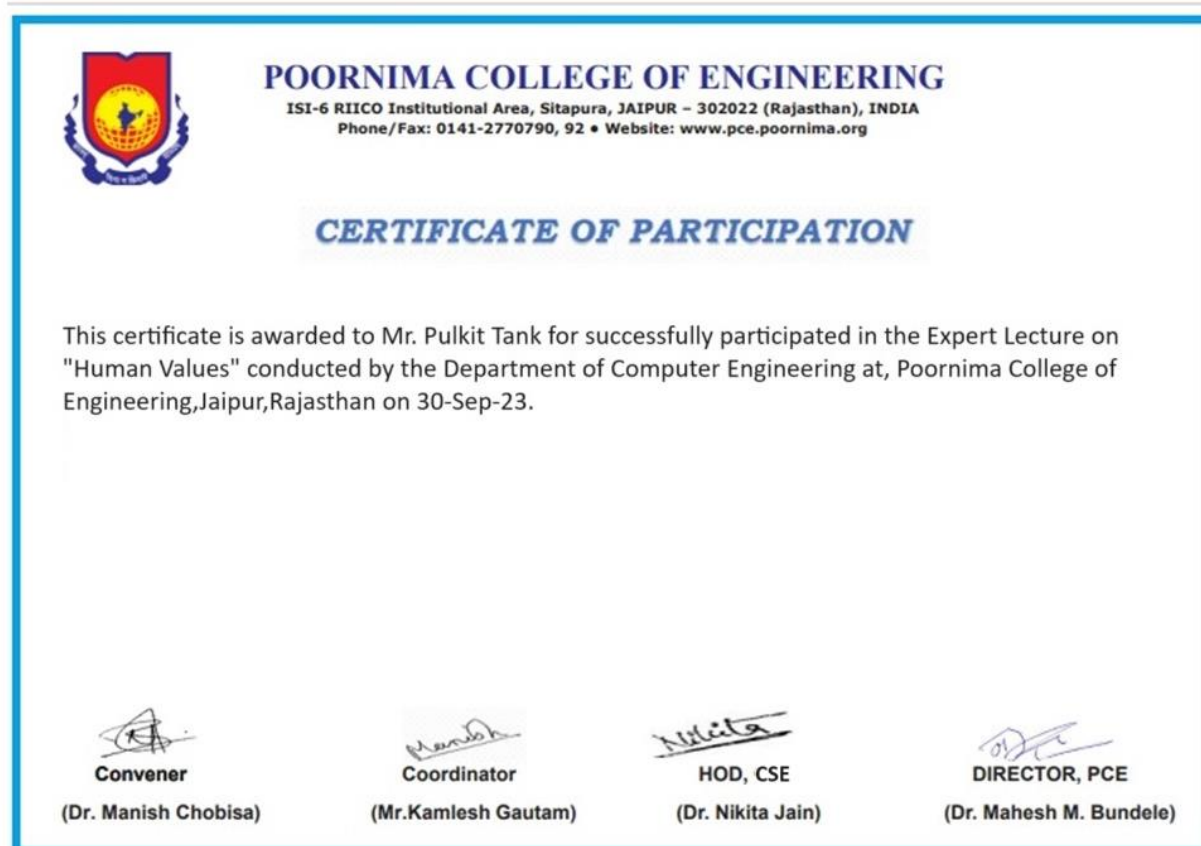 POORNIMA COLLEGE OF ENGINEERING
ISI-6 RIICO Institutional Area, Sitapura, JAIPUR – 302022 (Rajasthan), INDIA
Phone/Fax: 0141-2770790, 92 • Website: www.pce.poornima.org
CERTIFICATE OF PARTICIPATION
This certificate is awarded to Mr. Pulkit Tank for successfully participated in the Expert Lecture on
"Human Values" conducted by the Department of Computer Engineering at, Poornima College of
Engineering,Jaipur,Rajasthan on 30-Sep-23.
Manish Nikita
Convener Coordinator HOD, CSE DIRECTOR, PCE
(Dr. Manish Chobisa) (Mr.Kamlesh Gautam) (Dr. Nikita Jain) (Dr. Mahesh M. Bundele)